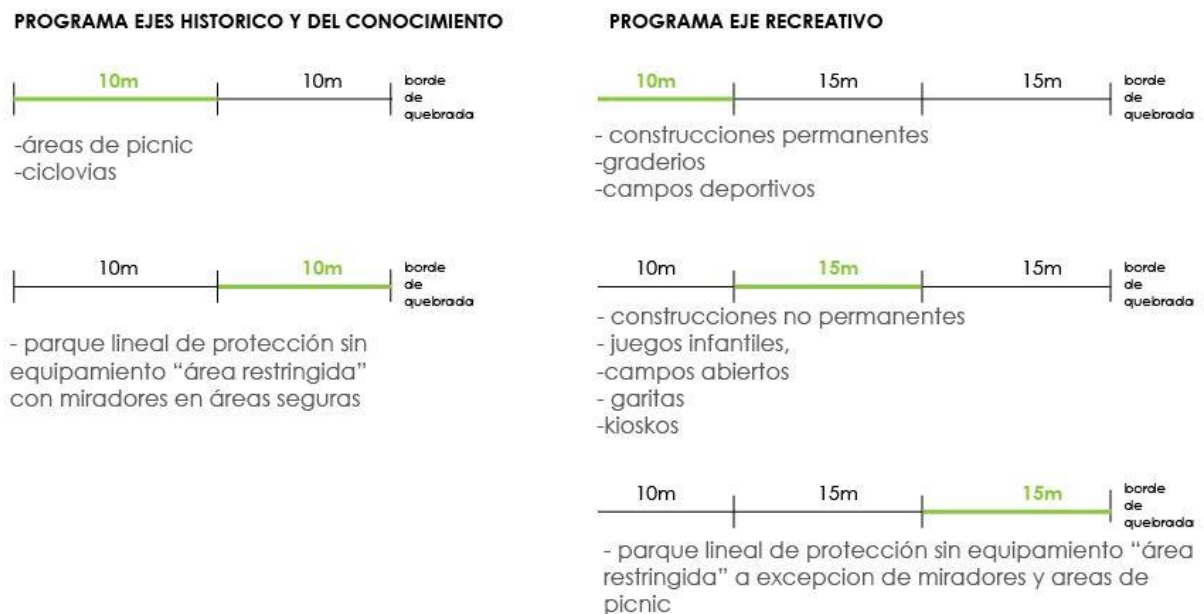 PROGRAMA EJES HISTORICO Y DEL CONOCIMIENTO
10m 10m borde
de
quebrada
-áreas de picnic
-ciclovias
10m 10m borde
de
quebrada
- parque lineal de protección sin
equipamiento “área restringida”
con miradores en áreas seguras
PROGRAMA EJE RECREATIVO
10m 15m 15m borde
de
quebrada
- construcciones permanentes
-graderios
-campos deportivos
10m 15m 15m borde
de
quebrada
- construcciones no permanentes
- juegos infantiles,
-campos abiertos
- garitas
-kioskos
10m 15m 15m borde
de
quebrada
- parque lineal de protección sin equipamiento “área
restringida” a excepcion de miradores y areas de
picnic